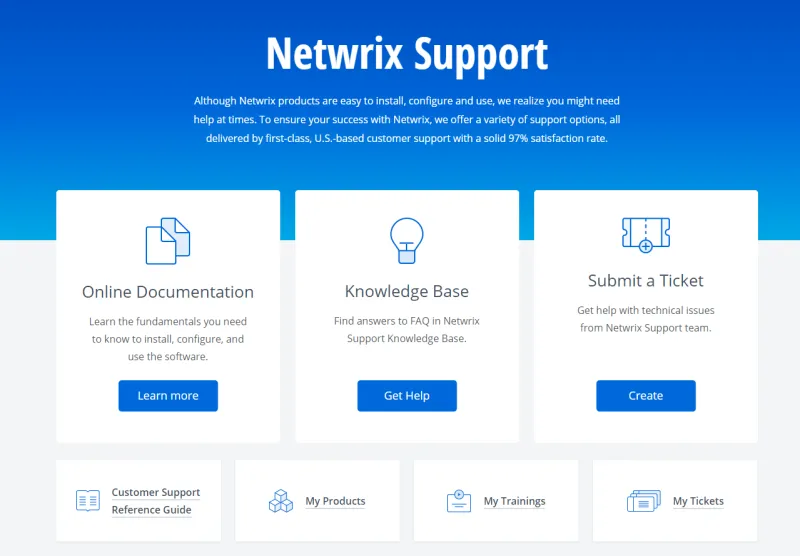 Netwrix Support
Although Netwrix products are easy to install, configure and use, we realize you might need
help at times. To ensure your success with Netwrix, we offer a variety of support options, all
delivered by first-class, U.S.-based customer support with a solid 97% satisfaction rate.
Online Documentation
Learn the fundamentals you need
to know to install, configure, and
use the software.
Learn more
Knowledge Base
Find answers to FAQ in Netwrix
Support Knowledge Base.
Get Help
Submit a Ticket
Get help with technical issues
from Netwrix Support team.
Create
Customer Support
Reference Guide
My Products
My Trainings
My Tickets